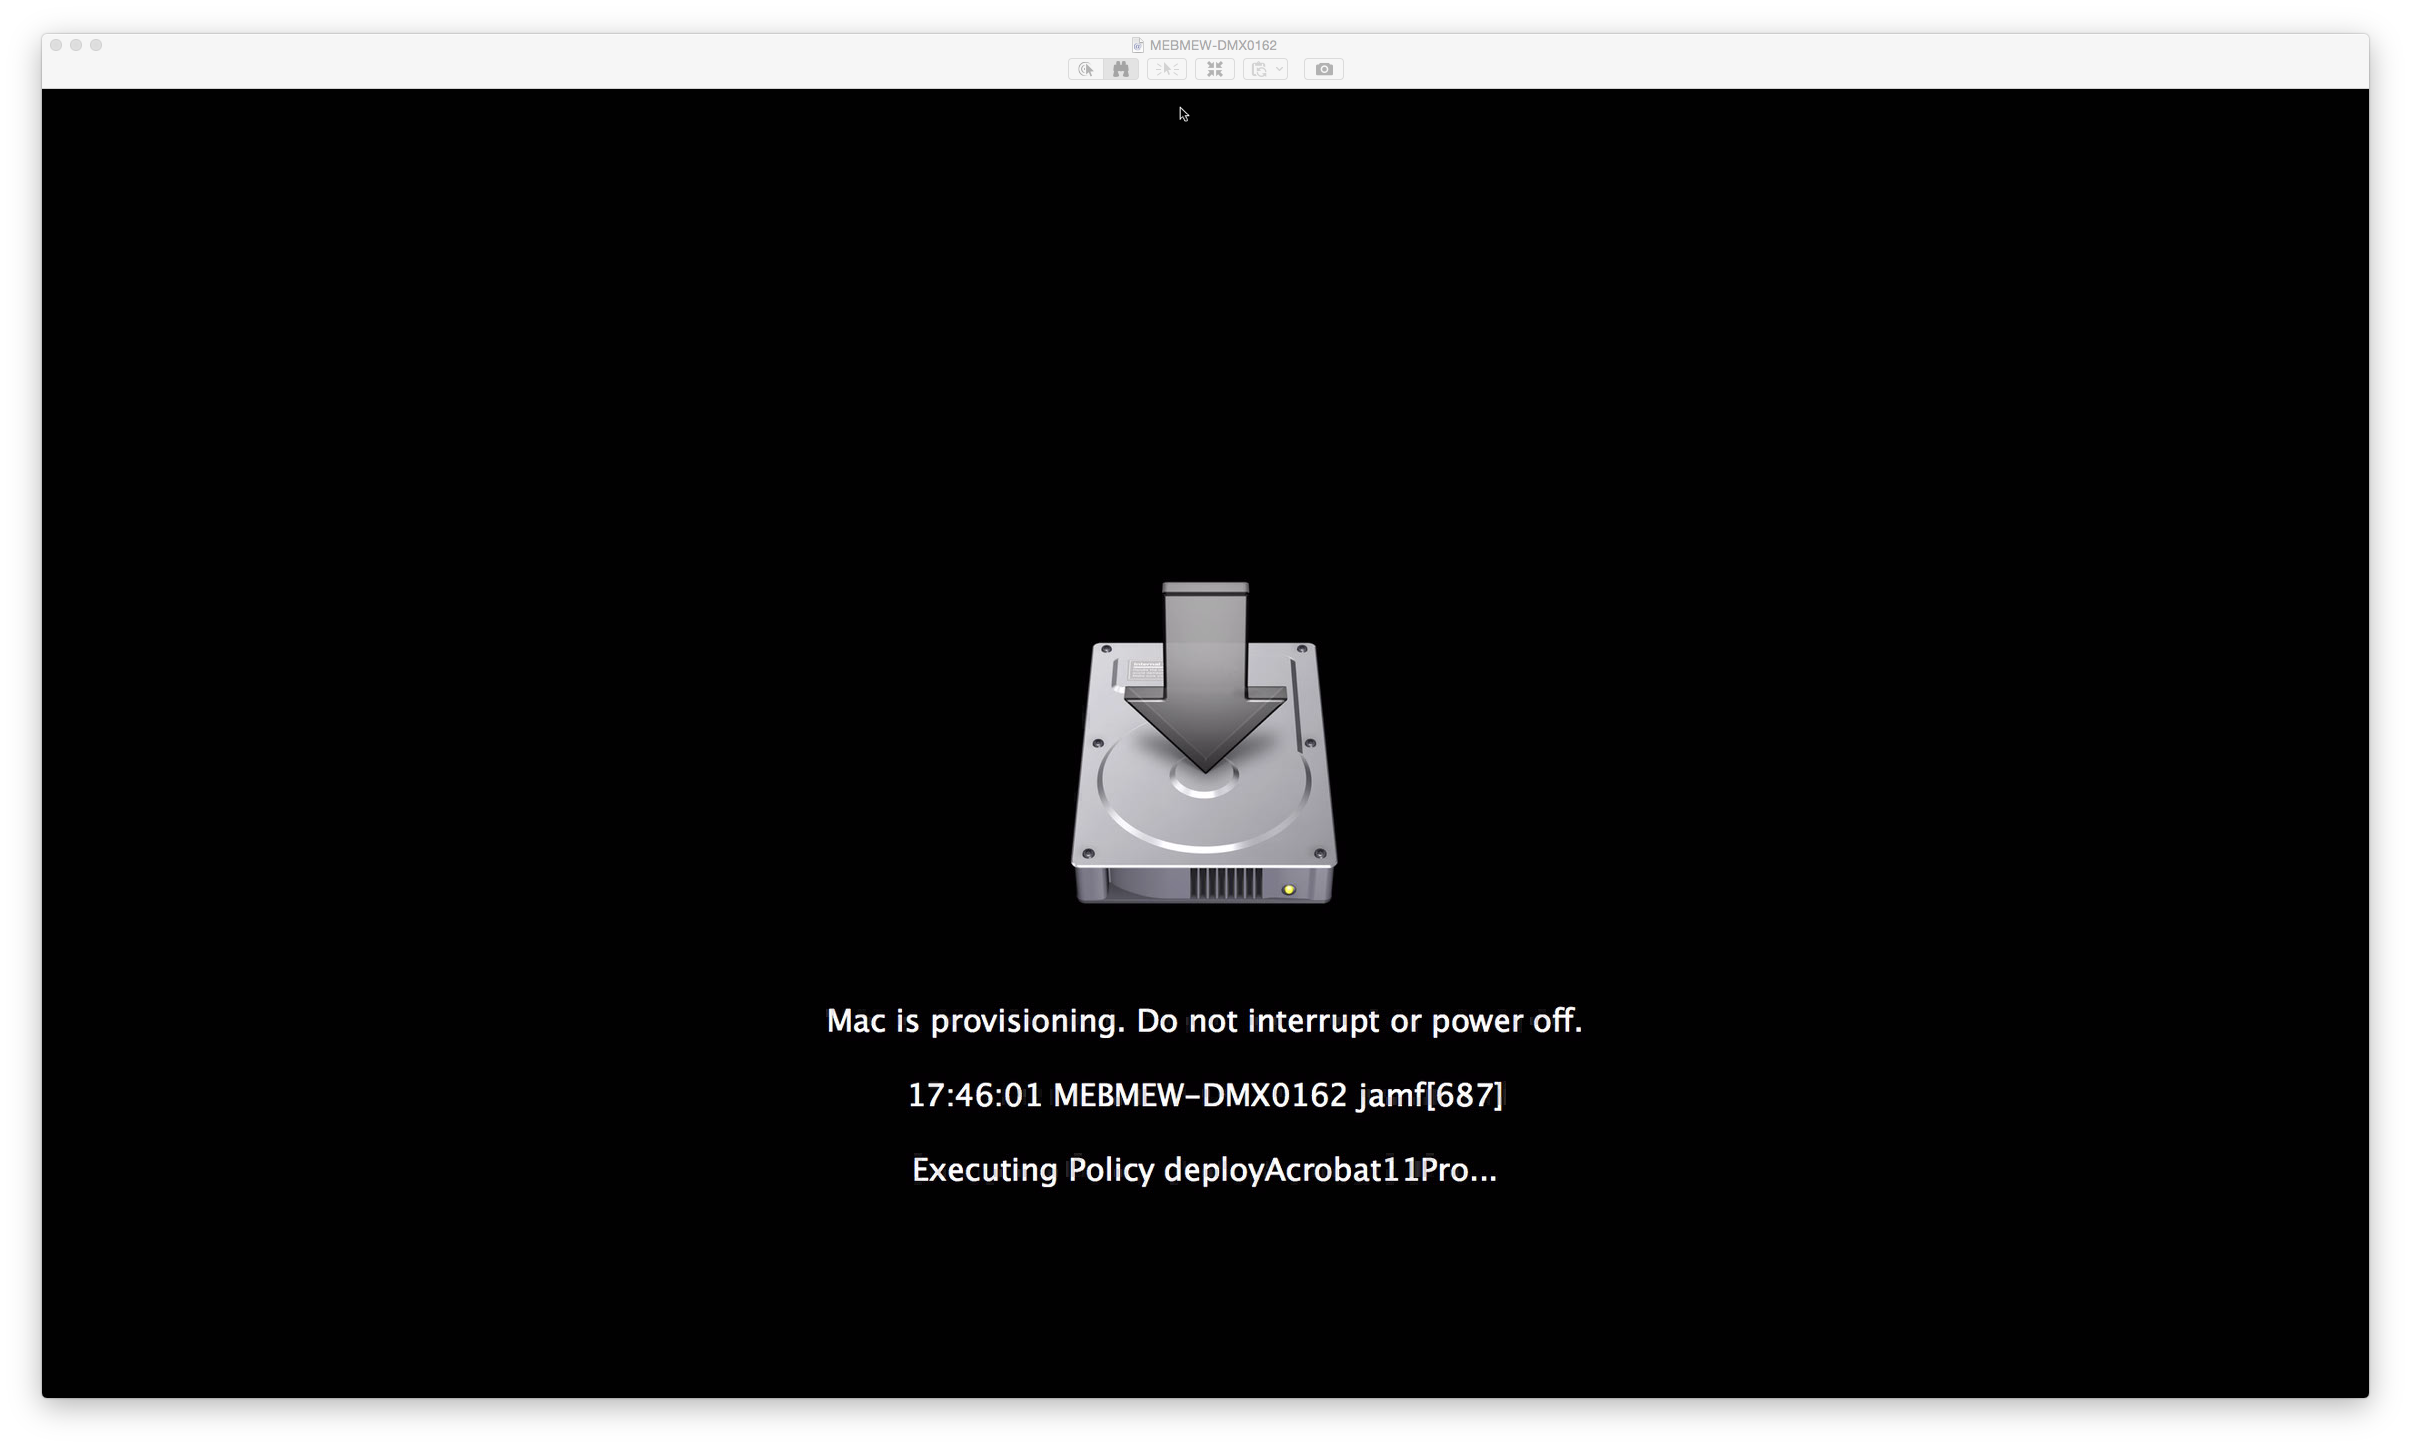 MEBMEW-DMX0162
Mac is provisioning. Do not interrupt or power off.
17:46:01 MEBMEW-DMX0162 jamf[687]
Executing Policy deployAcrobat11Pro...